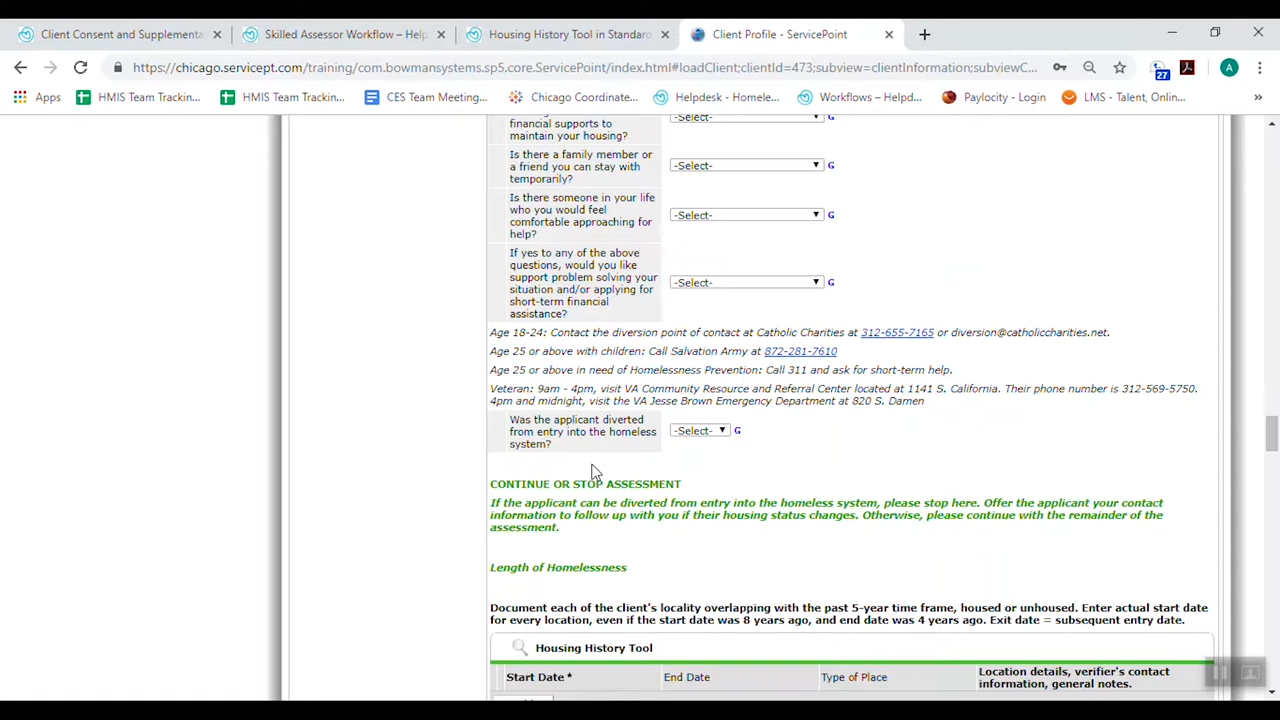 Client Consent and Supplementa
Skilled Assessor Workflow – Help
Housing History Tool in Standard
Client Profile - ServicePoint
https://chicago.servicept.com/training/com.bowmansystems.sp5.core.ServicePoint/index.html#loadClient;clientId=473;subview=clientInformation;subviewC...
27
A
Apps
HMIS Team Trackin...
HMIS Team Trackin...
CES Team Meeting...
Chicago Coordinate...
Helpdesk - Homele...
Workflows – Helpd...
Paylocity - Login
LMS - Talent, Onlin...
»
financial supports to
maintain your housing?
-Select-
G
Is there a family member or
a friend you can stay with
temporarily?
-Select-
G
Is there someone in your life
who you would feel
comfortable approaching for
help?
-Select-
G
If yes to any of the above
questions, would you like
support problem solving your
situation and/or applying for
short-term financial
assistance?
-Select-
G
Age 18-24: Contact the diversion point of contact at Catholic Charities at 312-655-7165 or diversion@catholiccharities.net.
Age 25 or above with children: Call Salvation Army at 872-281-7610
Age 25 or above in need of Homelessness Prevention: Call 311 and ask for short-term help.
Veteran: 9am - 4pm, visit VA Community Resource and Referral Center located at 1141 S. California. Their phone number is 312-569-5750.
4pm and midnight, visit the VA Jesse Brown Emergency Department at 820 S. Damen
Was the applicant diverted
from entry into the homeless
system?
-Select-
G
CONTINUE OR STOP ASSESSMENT
If the applicant can be diverted from entry into the homeless system, please stop here. Offer the applicant your contact
information to follow up with you if their housing status changes. Otherwise, please continue with the remainder of the
assessment.
Length of Homelessness
Document each of the client's locality overlapping with the past 5-year time frame, housed or unhoused. Enter actual start date
for every location, even if the start date was 8 years ago, and end date was 4 years ago. Exit date = subsequent entry date.
Housing History Tool
Start Date *
End Date
Type of Place
Location details, verifier's contact
information, general notes.